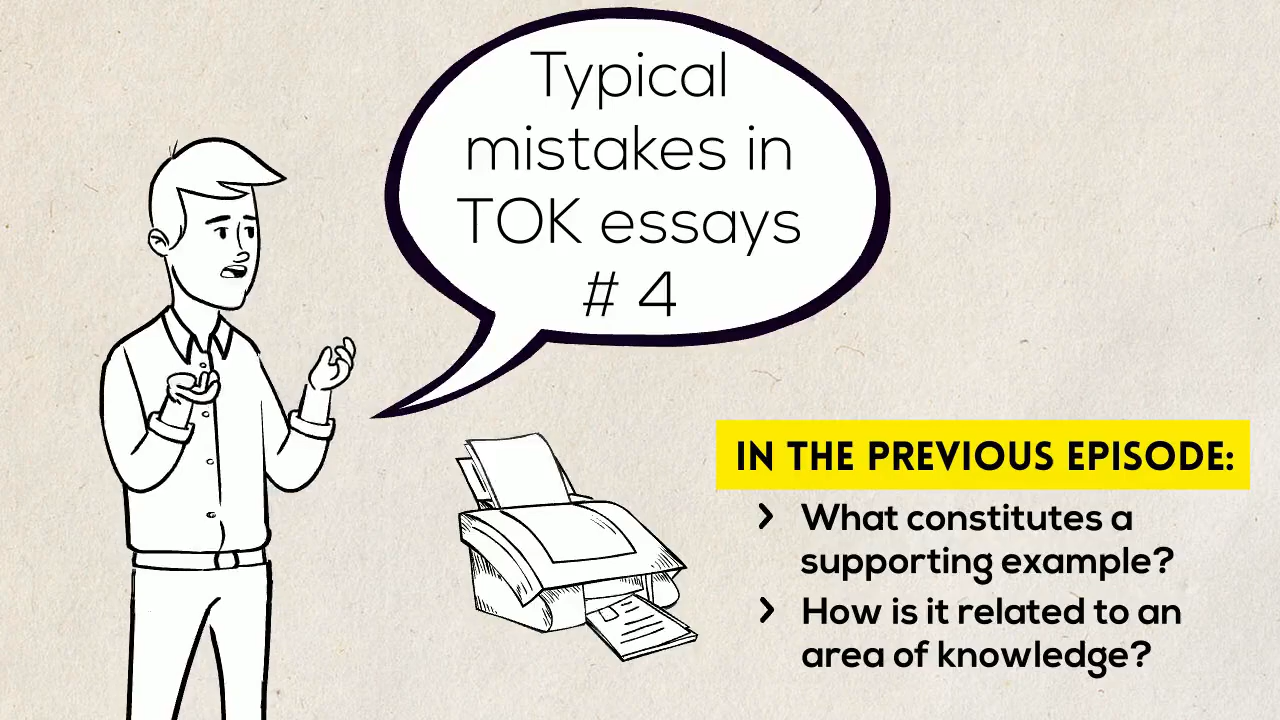 Typical
mistakes in
TOK essays
# 4
IN THE PREVIOUS EPISODE:
What constitutes a
supporting example?
How is it related to an
area of knowledge?